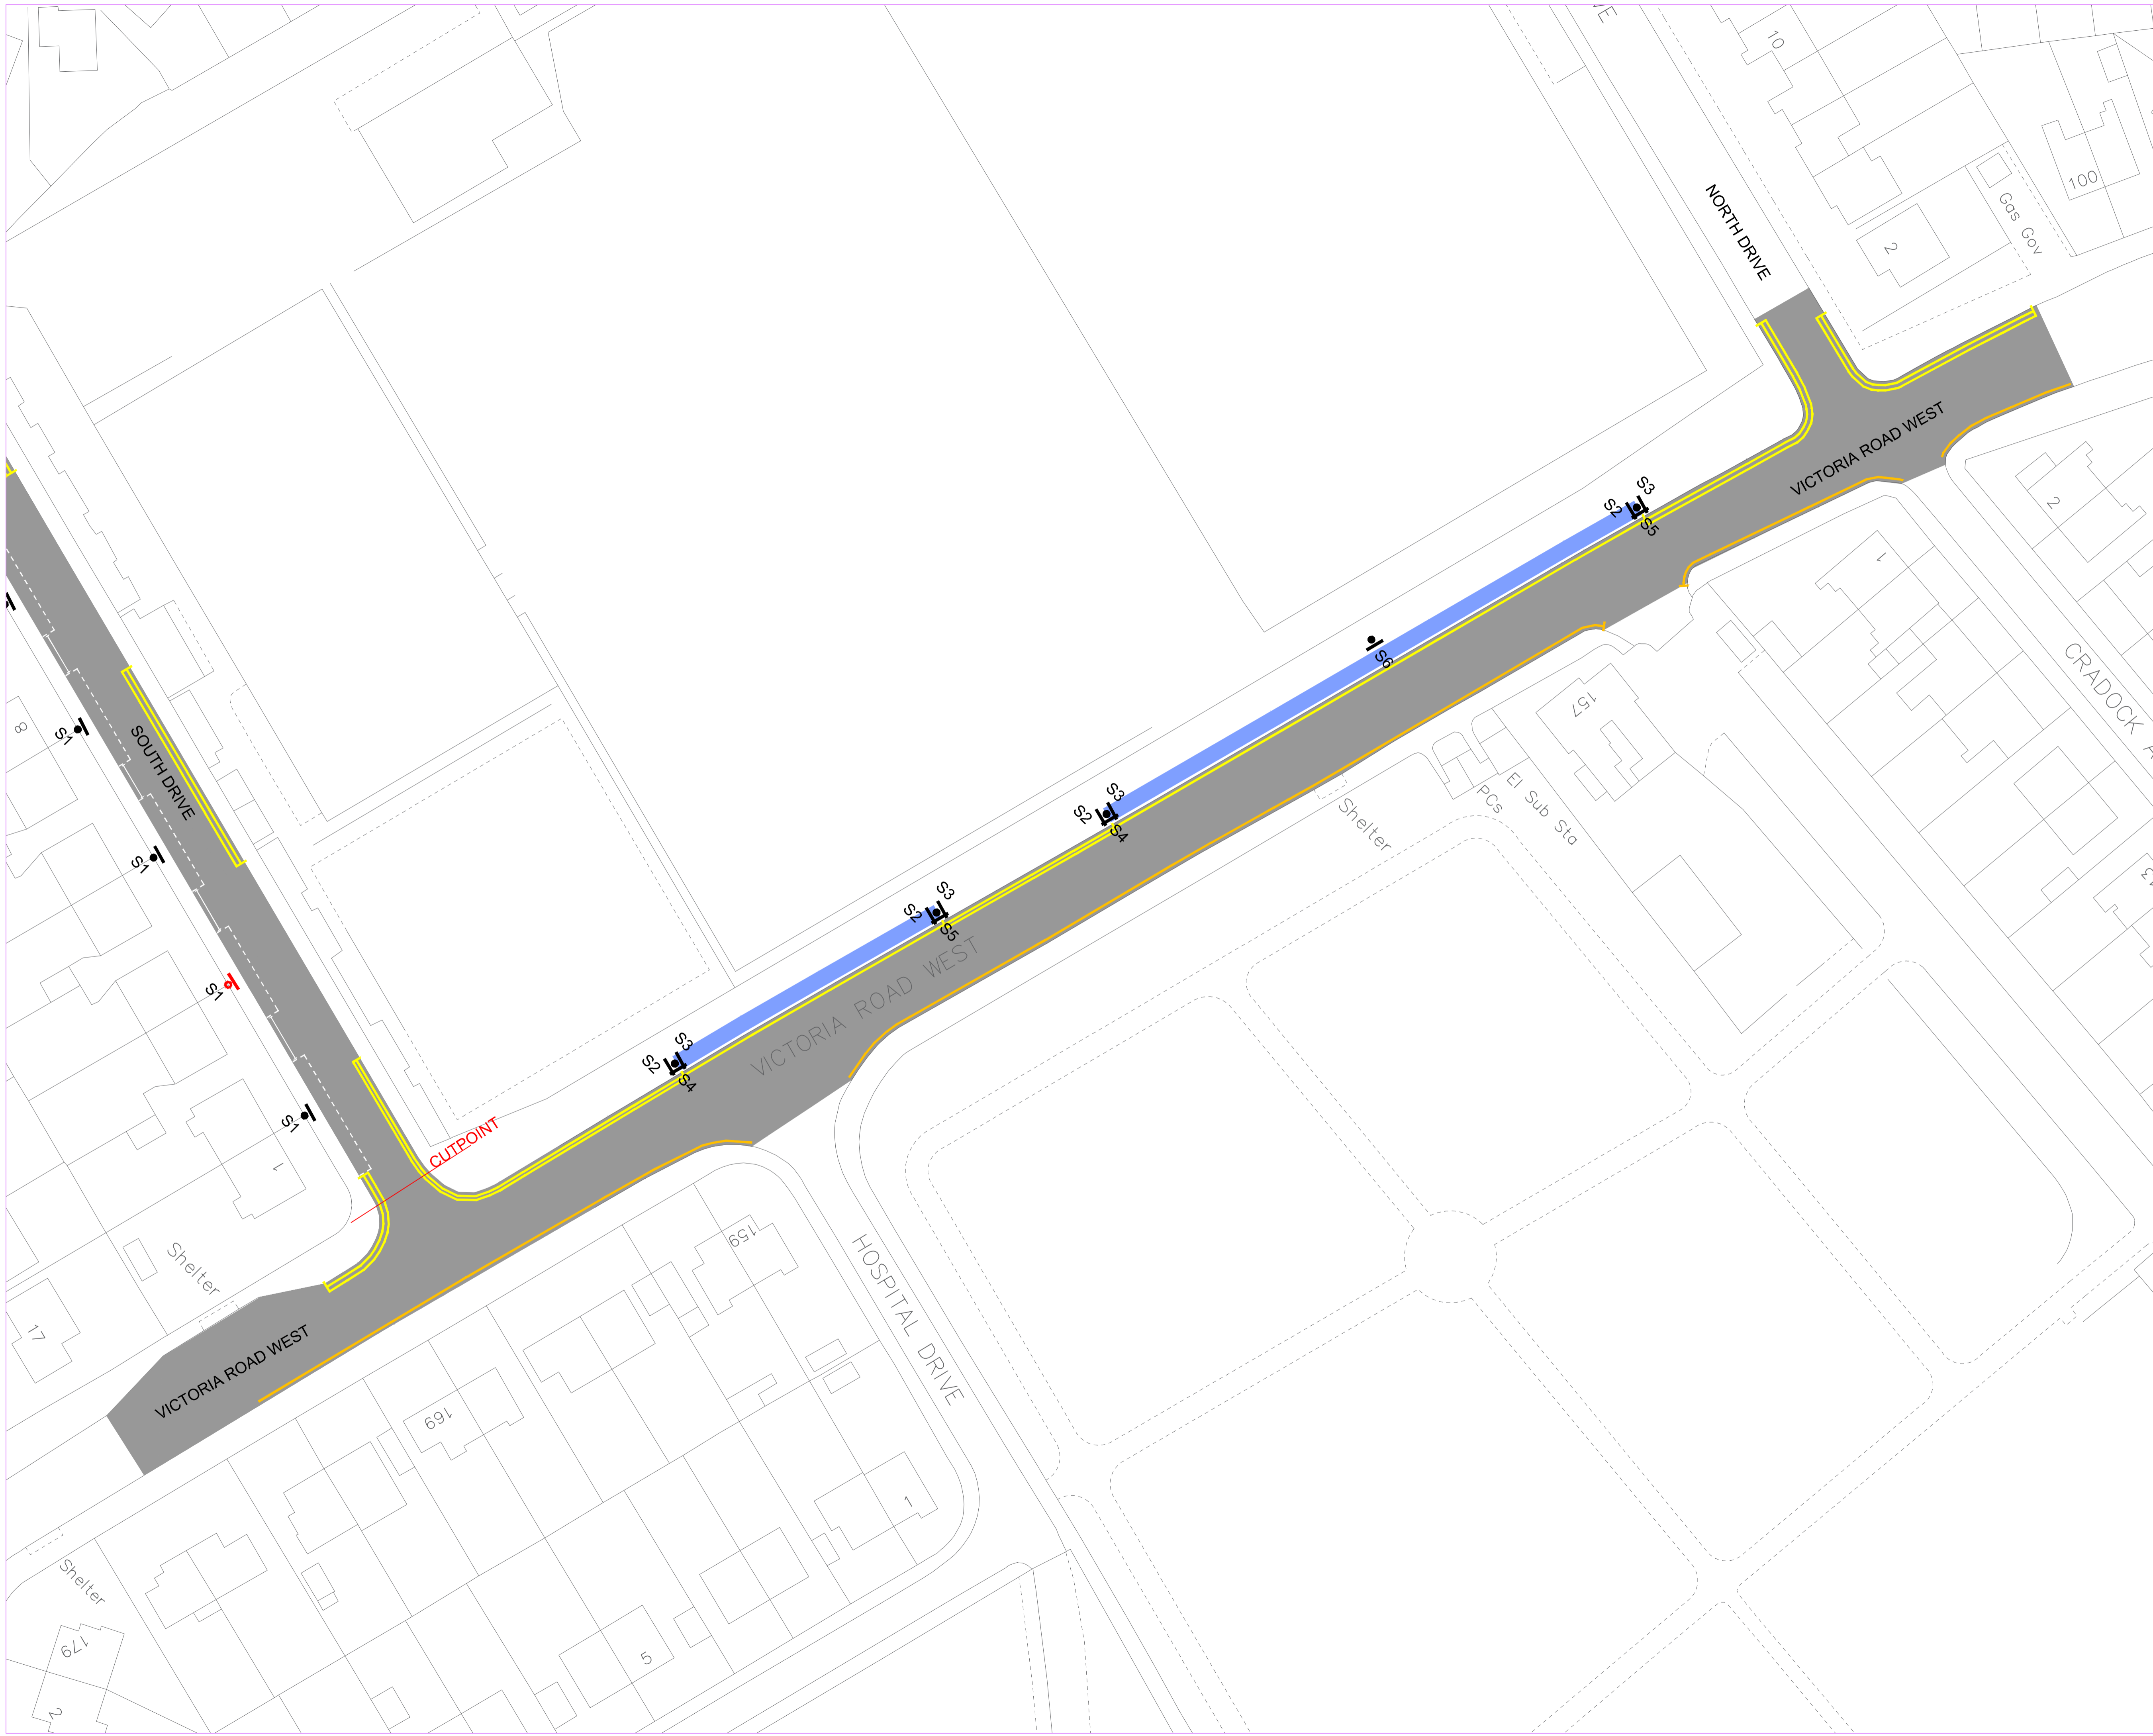 10
100
NORTH DRIVE
Gas Gov
2
VICTORIA ROAD WEST
2
S3
S2
S5
1
S6
CRADOCK
8
S1
SOUTH DRIVE
157
S3
S2
S4
El Sub Sta
PCs
Shelter
S1
S3
S2
S5
VICTORIA ROAD WEST
S1
S3
S2
S4
S1
CUTPOINT
1
159
HOSPITAL DRIVE
Shelter
17
VICTORIA ROAD WEST
169
1
Shelter
179
5
2